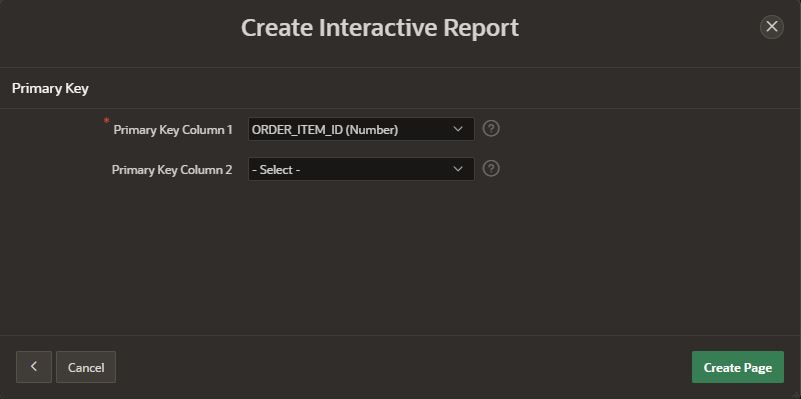 Create Interactive Report
Primary Key
* Primary Key Column 1 ORDER_ITEM_ID (Number) ?
Primary Key Column 2 - Select - ?
Cancel Create Page